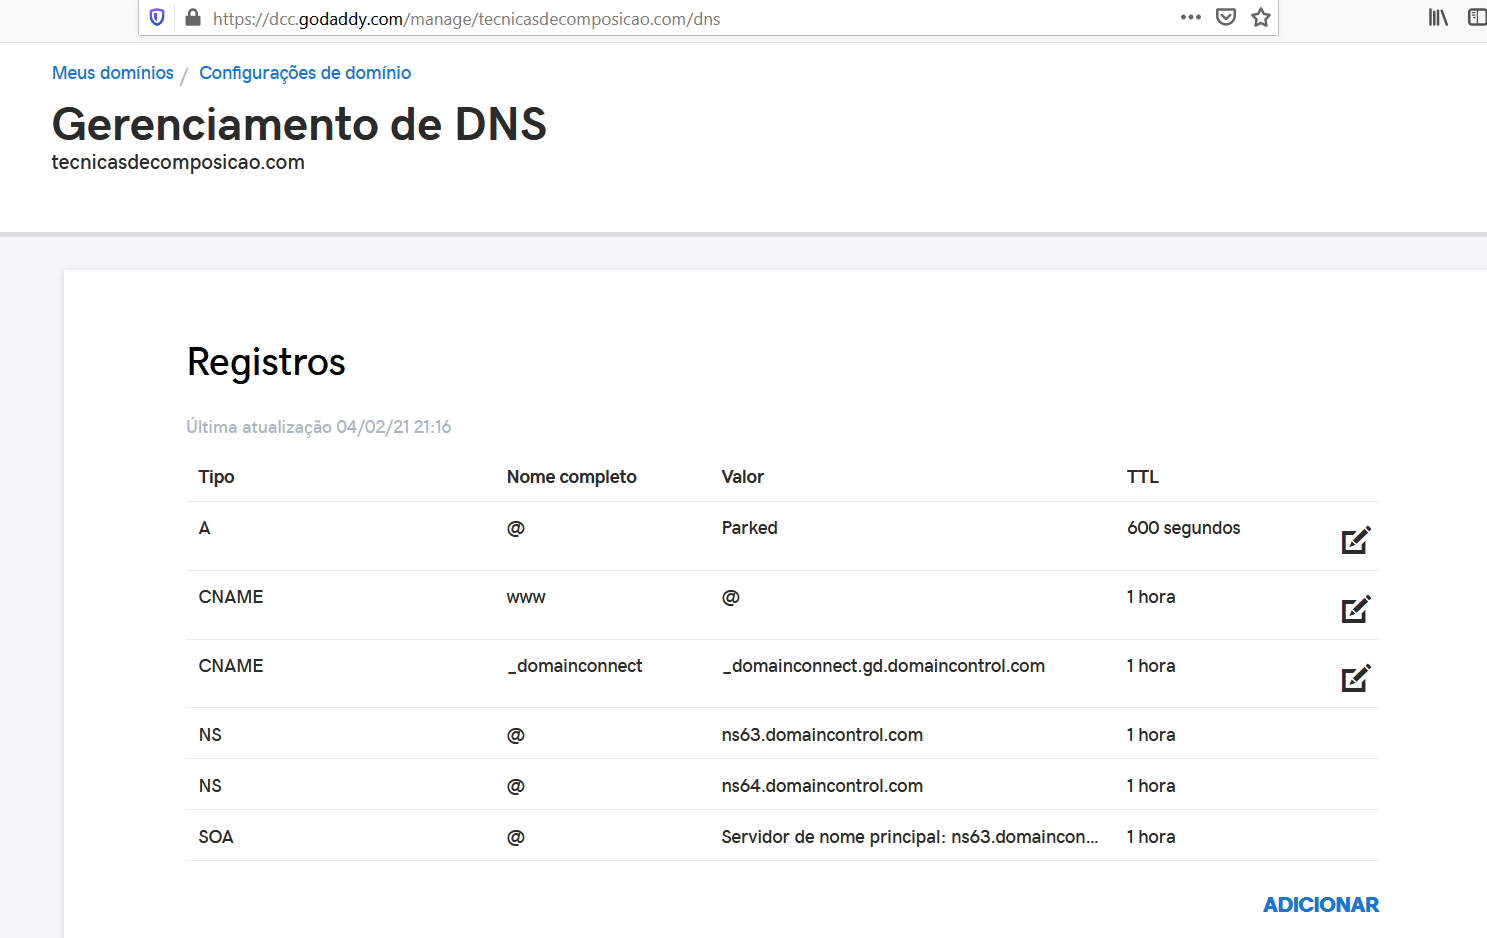 https://dcc.godaddy.com/manage/tecnicasdecomposicao.com/dns
Meus domínios / Configurações de domínio
Gerenciamento de DNS
tecnicasdecomposicao.com
Registros
Última atualização 04/02/21 21:16
Tipo Nome completo Valor TTL
A @ Parked 600 segundos
CNAME www @ 1 hora
CNAME _domainconnect _domainconnect.gd.domaincontrol.com 1 hora
NS @ ns63.domaincontrol.com 1 hora
NS @ ns64.domaincontrol.com 1 hora
SOA @ Servidor de nome principal: ns63.domaincon... 1 hora
ADICIONAR